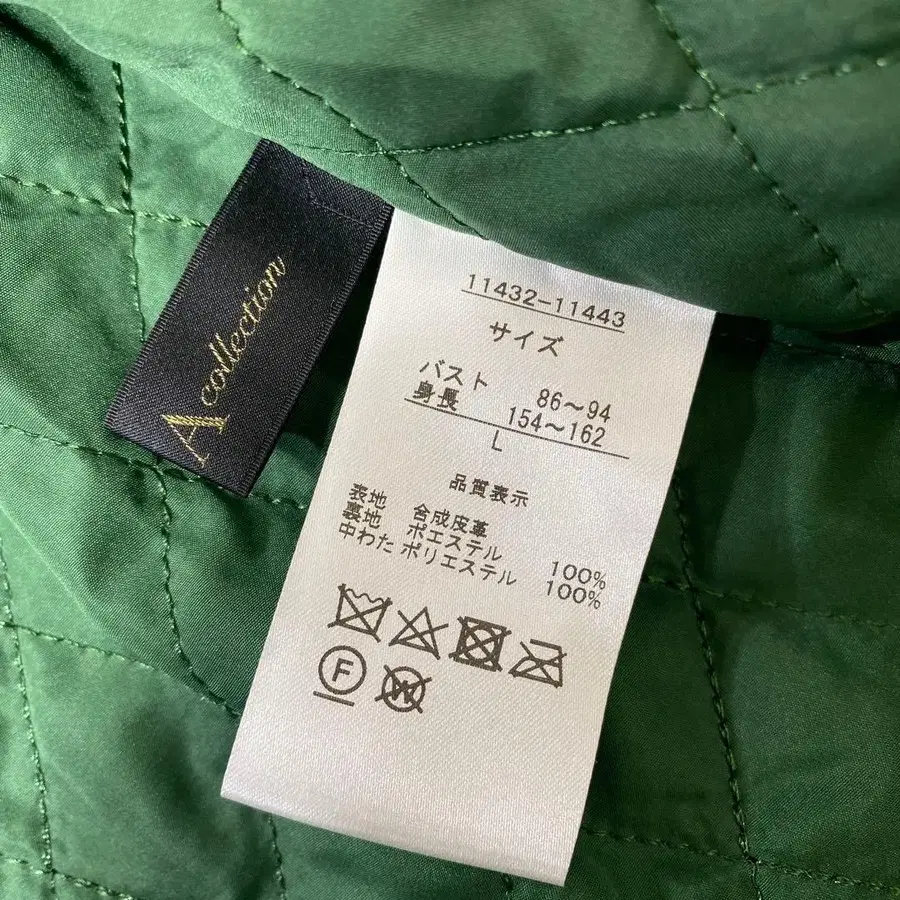 A collection
11432-11443
サイズ
バスト 86～94
身長 154～162
L
品質表示
表地 合成皮革
裏地 ポエステル 100%
中わた ポリエステル 100%
F
W